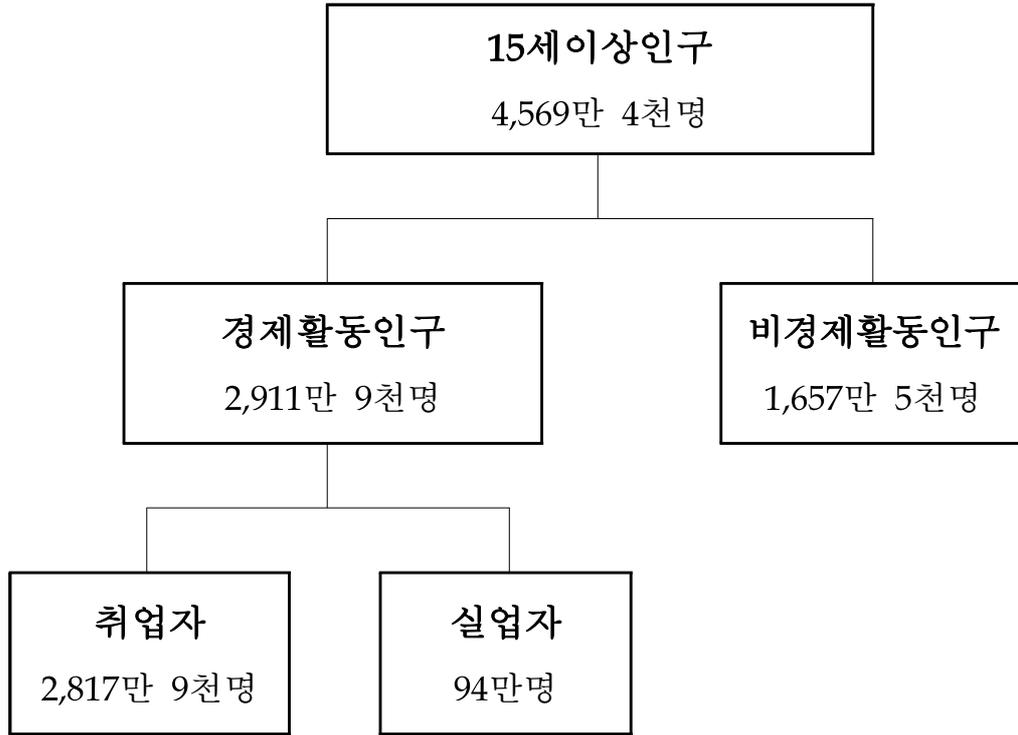 15세이상인구
4,569만 4천명
경제활동인구
2,911만 9천명
비경제활동인구
1,657만 5천명
취업자
2,817만 9천명
실업자
94만명